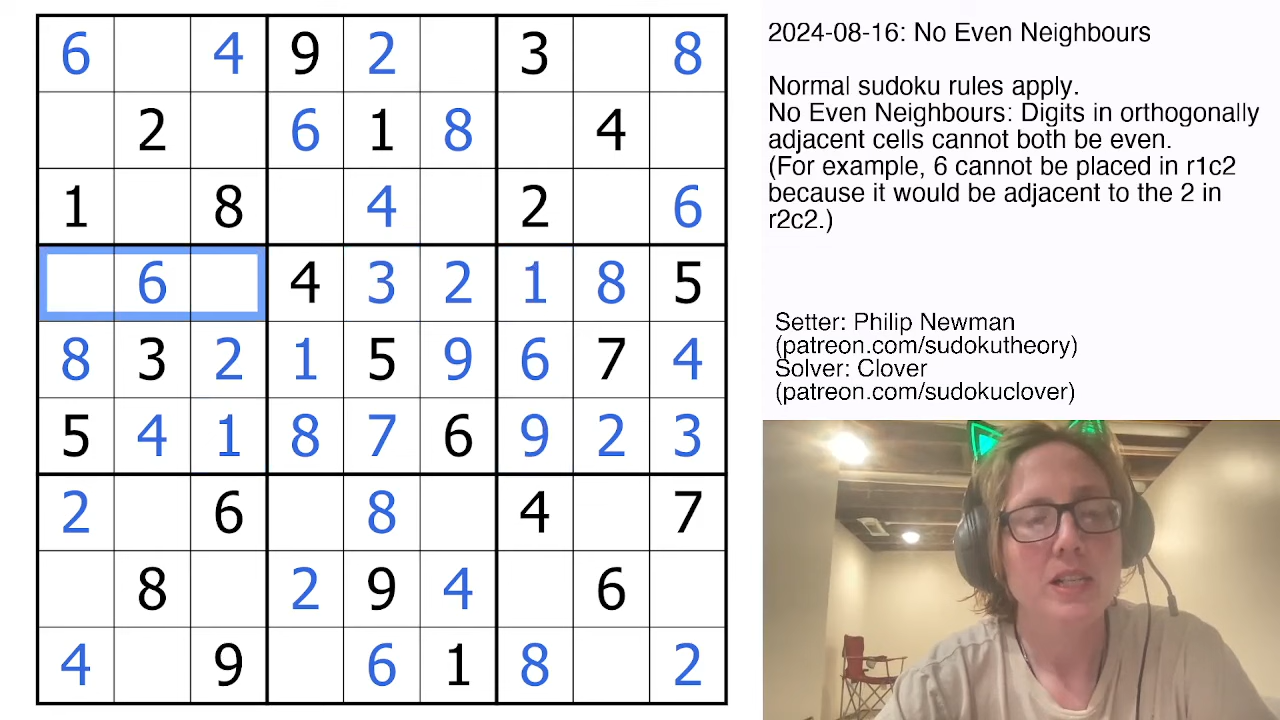 6 4 9 2 3 8
2 6 1 8 4
1 8 4 2 6
6 4 3 2 1 8 5
8 3 2 1 5 9 6 7 4
5 4 1 8 7 6 9 2 3
2 6 8 4 7
8 2 9 4 6
4 9 6 1 8 2
2024-08-16: No Even Neighbours
Normal sudoku rules apply.
No Even Neighbours: Digits in orthogonally
adjacent cells cannot both be even.
(For example, 6 cannot be placed in r1c2
because it would be adjacent to the 2 in
r2c2.)
Setter: Philip Newman
(patreon.com/sudokutheory)
Solver: Clover
(patreon.com/sudokuclover)